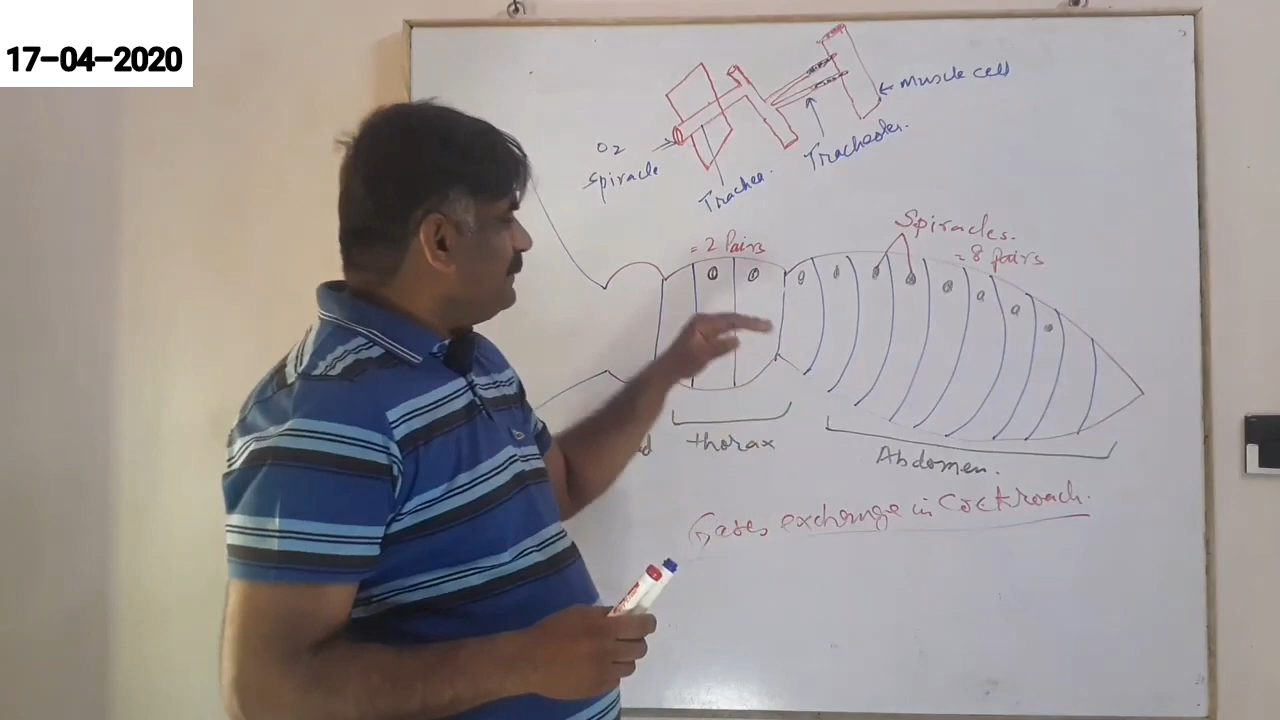 17-04-2020
← Muscle cell
O2
Spiracle
Trachea.
Tracheoles.
Spiracles.
= 2 Pairs
= 8 pairs
thorax
Abdomen.
Gases exchange in Cockroach.